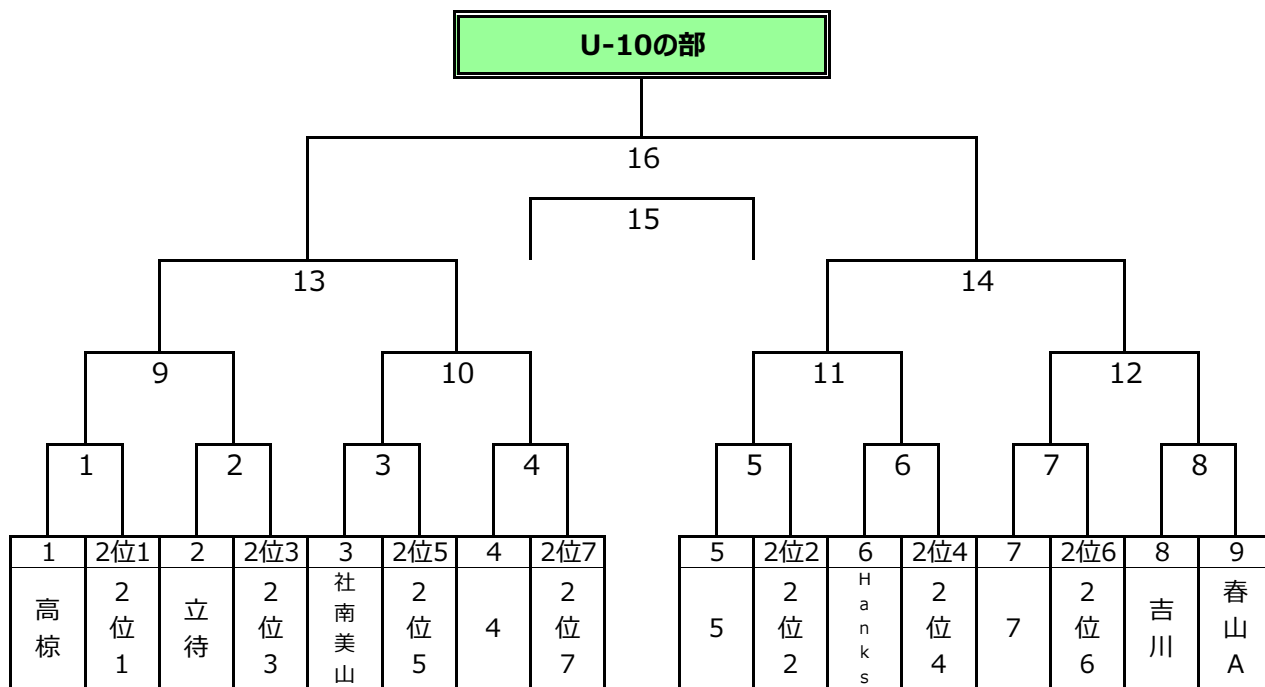 U-10の部
16
15
13 14
9 10 11 12
1 2 3 4 5 6 7 8
1 2位1 2 2位3 3 2位5 4 2位7 5 2位2 6 2位4 7 2位6 8 9
高椋
2位1
立待
2位3
社南美山
2位5
4
2位7
5
2位2
Hanks
2位4
7
2位6
吉川
春山A